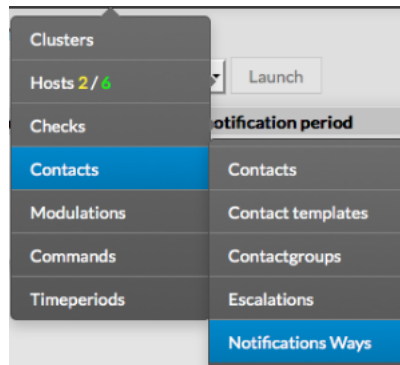 Clusters
Hosts 2 / 6
Launch
Checks
otification period
Contacts
Contacts
Modulations
Contact templates
Commands
Contactgroups
Timeperiods
Escalations
Notifications Ways